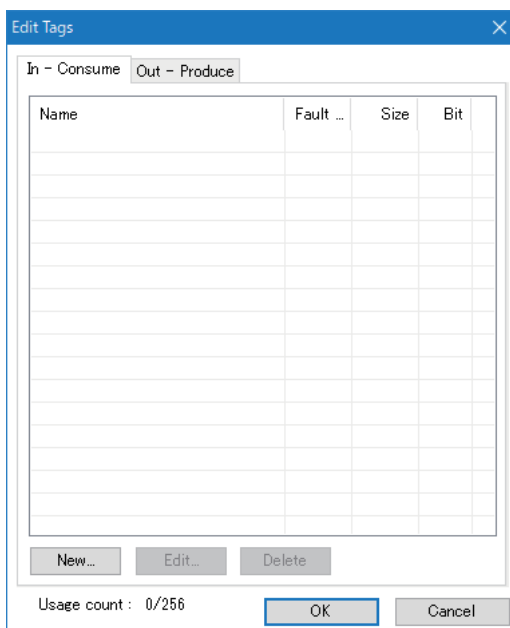 Edit Tags
In - Consume Out - Produce
Name Fault ... Size Bit
New... Edit... Delete
Usage count : 0/256 OK Cancel